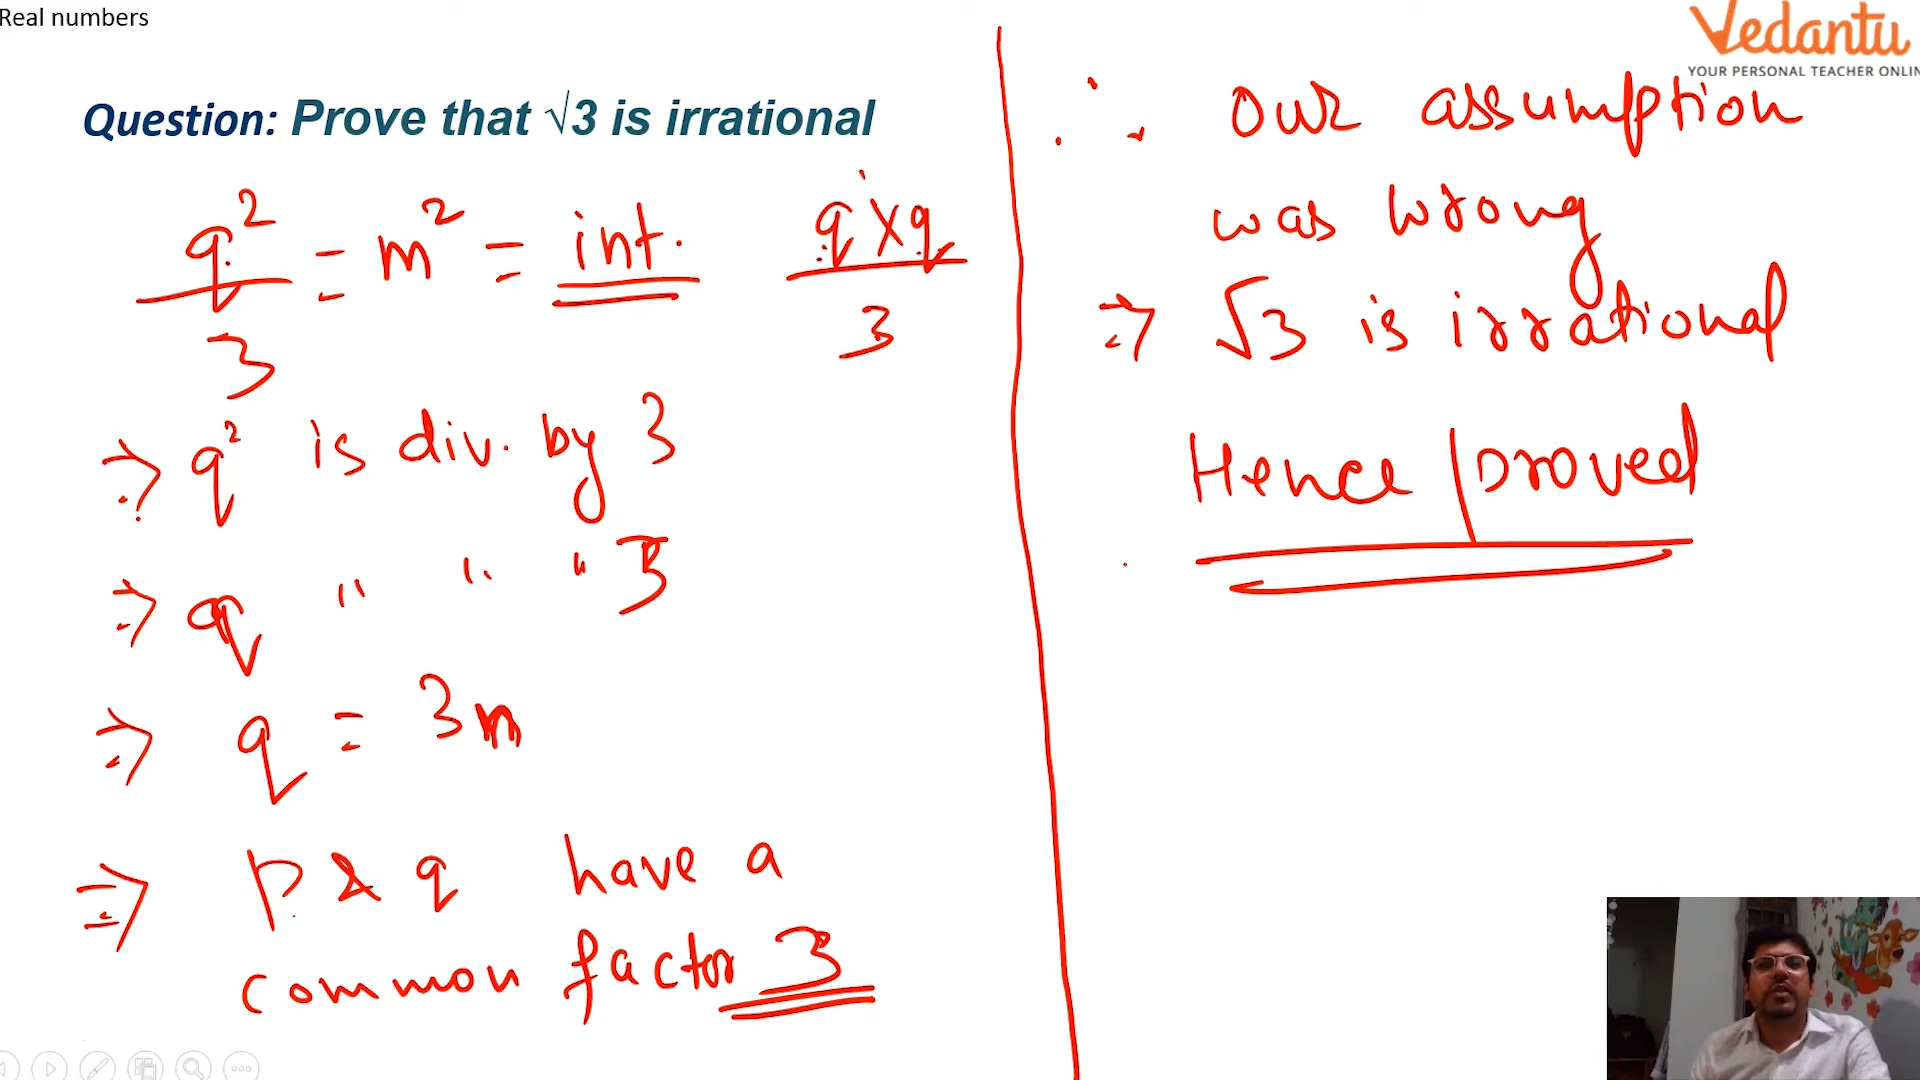 Real numbers
Vedantu
YOUR PERSONAL TEACHER ONLIN
Question: Prove that √3 is irrational
q²/3 = m² = int. q×q/3
⇒ q² is div. by 3
⇒ q " " " 3
⇒ q = 3n
⇒ P & q have a
common factor 3
∴ Our assumption
was wrong
⇒ √3 is irrational
Hence proved